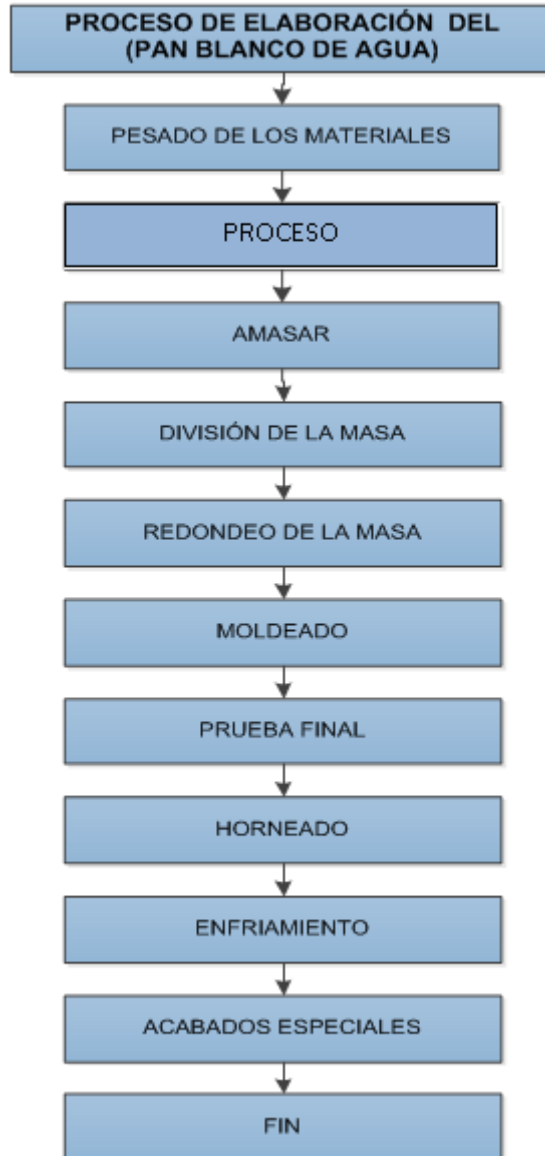 PROCESO DE ELABORACIÓN DEL
(PAN BLANCO DE AGUA)
PESADO DE LOS MATERIALES
PROCESO
AMASAR
DIVISIÓN DE LA MASA
REDONDEO DE LA MASA
MOLDEADO
PRUEBA FINAL
HORNEADO
ENFRIAMIENTO
ACABADOS ESPECIALES
FIN